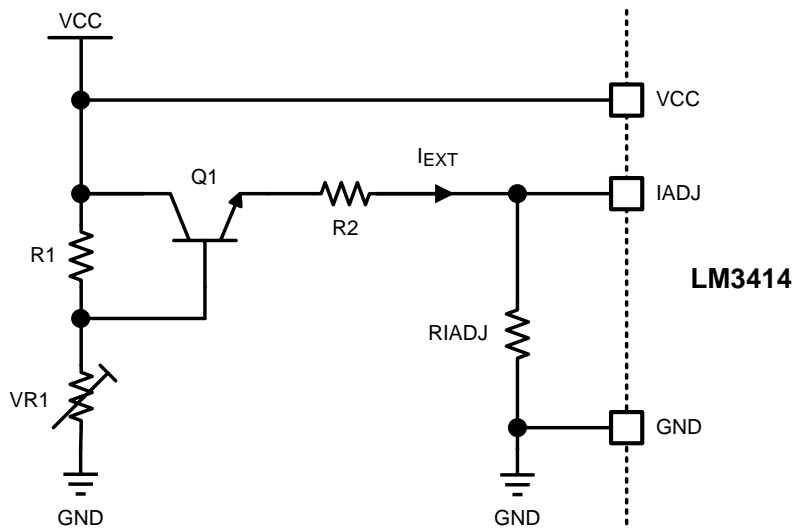 VCC
VCC
IEXT
Q1
IADJ
R2
R1
LM3414
RIADJ
VR1
GND
GND
GND